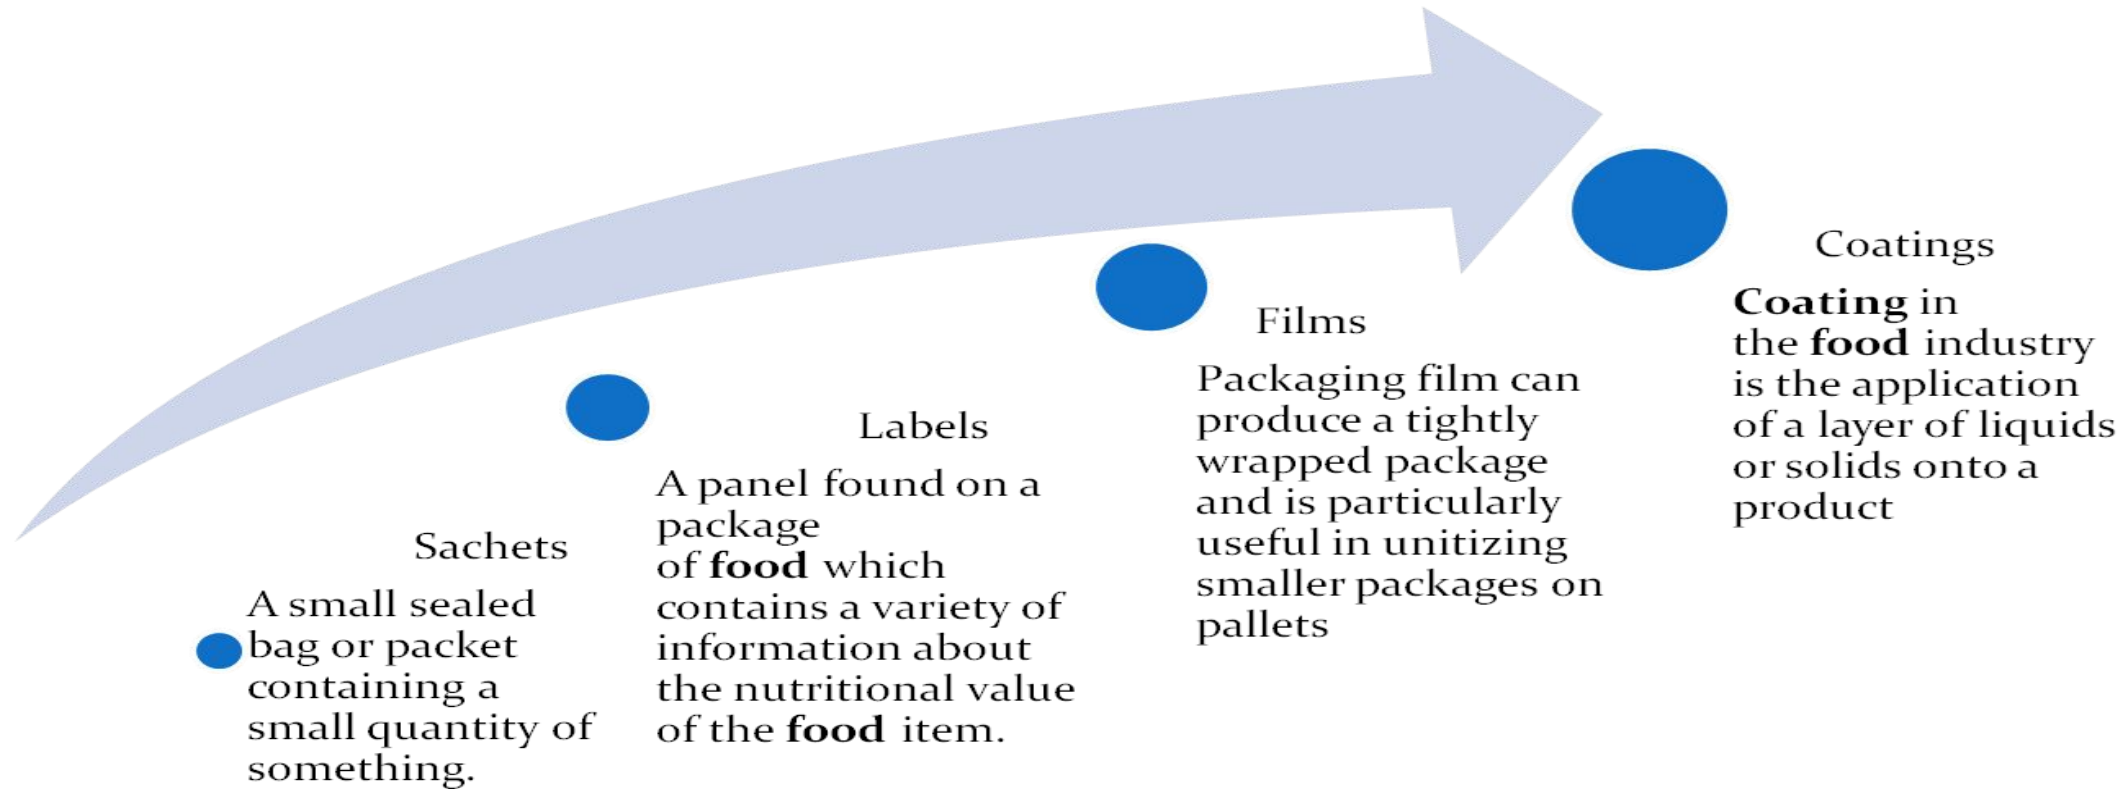 Sachets
A small sealed
bag or packet
containing a
small quantity of
something.
Labels
A panel found on a
package
of food which
contains a variety of
information about
the nutritional value
of the food item.
Films
Packaging film can
produce a tightly
wrapped package
and is particularly
useful in unitizing
smaller packages on
pallets
Coatings
Coating in
the food industry
is the application
of a layer of liquids
or solids onto a
product